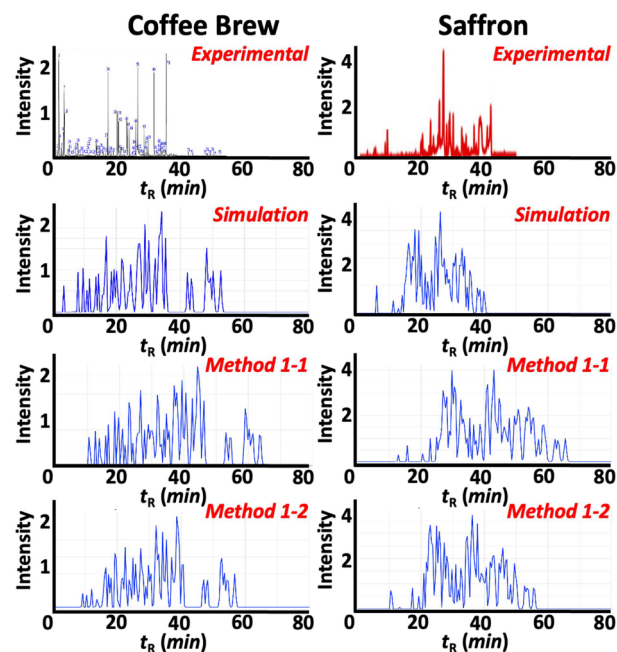 Coffee Brew
Saffron
Experimental
Intensity
2
1
0 20 40 60 80
tR (min)
Experimental
Intensity
4
2
0 20 40 60 80
tR (min)
Simulation
Intensity
2
1
0 20 40 60 80
tR (min)
Simulation
Intensity
4
2
0 20 40 60 80
tR (min)
Method 1-1
Intensity
2
1
0 20 40 60 80
tR (min)
Method 1-1
Intensity
4
2
0 20 40 60 80
tR (min)
Method 1-2
Intensity
2
1
0 20 40 60 80
tR (min)
Method 1-2
Intensity
4
2
0 20 40 60 80
tR (min)